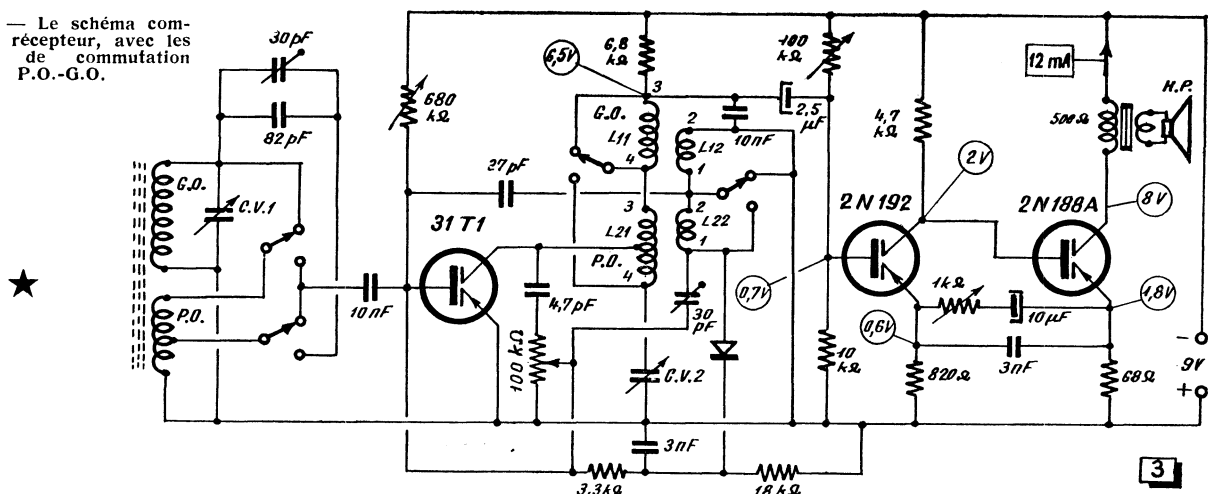 — Le schéma com-
récepteur, avec les
de commutation
P.O.-G.O.
30pF
82pF
G.O.
C.V.1
P.O.
10nF
680
kΩ
27pF
31 T1
4,7pF
100 kΩ
6,8
kΩ
6,5V
3
G.O.
L11
4
2
L12
1
10nF
2,5
μF
3
L21
P.O.
4
2
L22
1
30
pF
C.V.2
3nF
3,3kΩ
18kΩ
100
kΩ
0,7V
10
kΩ
4,7
kΩ
2V
2N192
2N188A
1kΩ
10μF
0,6V
3nF
820Ω
68Ω
1,8V
8V
12 mA
500Ω
H.P.
-
9V
+
3